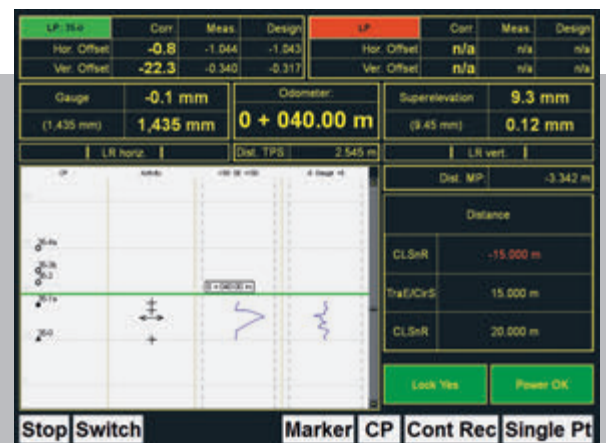 LP: 35-o Corr Meas. Design LP Corr Meas. Design
Hor. Offset -0.8 -1.044 -1.043 Hor. Offset n/a n/a n/a
Ver. Offset -22.3 -0.340 -0.317 Ver. Offset n/a n/a n/a
Gauge -0.1 mm Odometer: Superelevation 9.3 mm
(1,435 mm) 1,435 mm 0 + 040.00 m (9.45 mm) 0.12 mm
LR horiz. Dist. TPS 2.545 m LR vert.
CP Dist. MP: -3.342 m
Distance
CLSnR -15.000 m
0 + 040.00 m
TraE/CirS 15.000 m
CLSnR 20.000 m
Lock Yes Power OK
Stop Switch Marker CP Cont Rec Single Pt